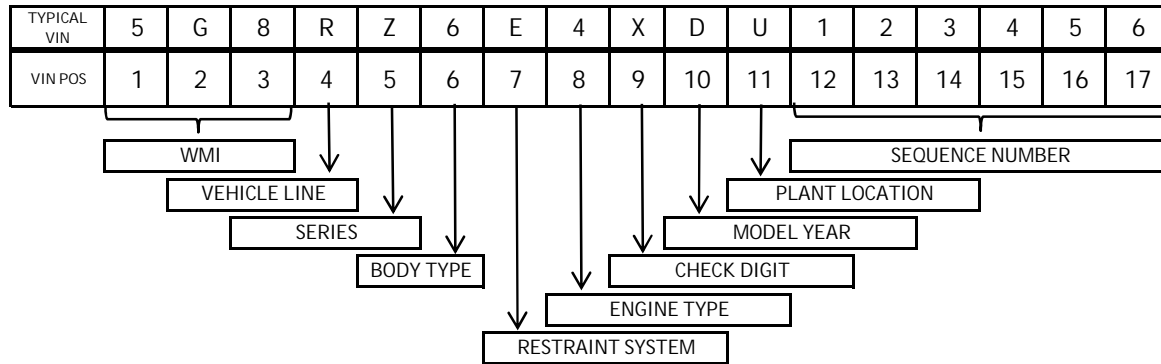 TYPICAL VIN 5 G 8 R Z 6 E 4 X D U 1 2 3 4 5 6
VIN POS 1 2 3 4 5 6 7 8 9 10 11 12 13 14 15 16 17
WMI SEQUENCE NUMBER
VEHICLE LINE PLANT LOCATION
SERIES MODEL YEAR
BODY TYPE CHECK DIGIT
ENGINE TYPE
RESTRAINT SYSTEM